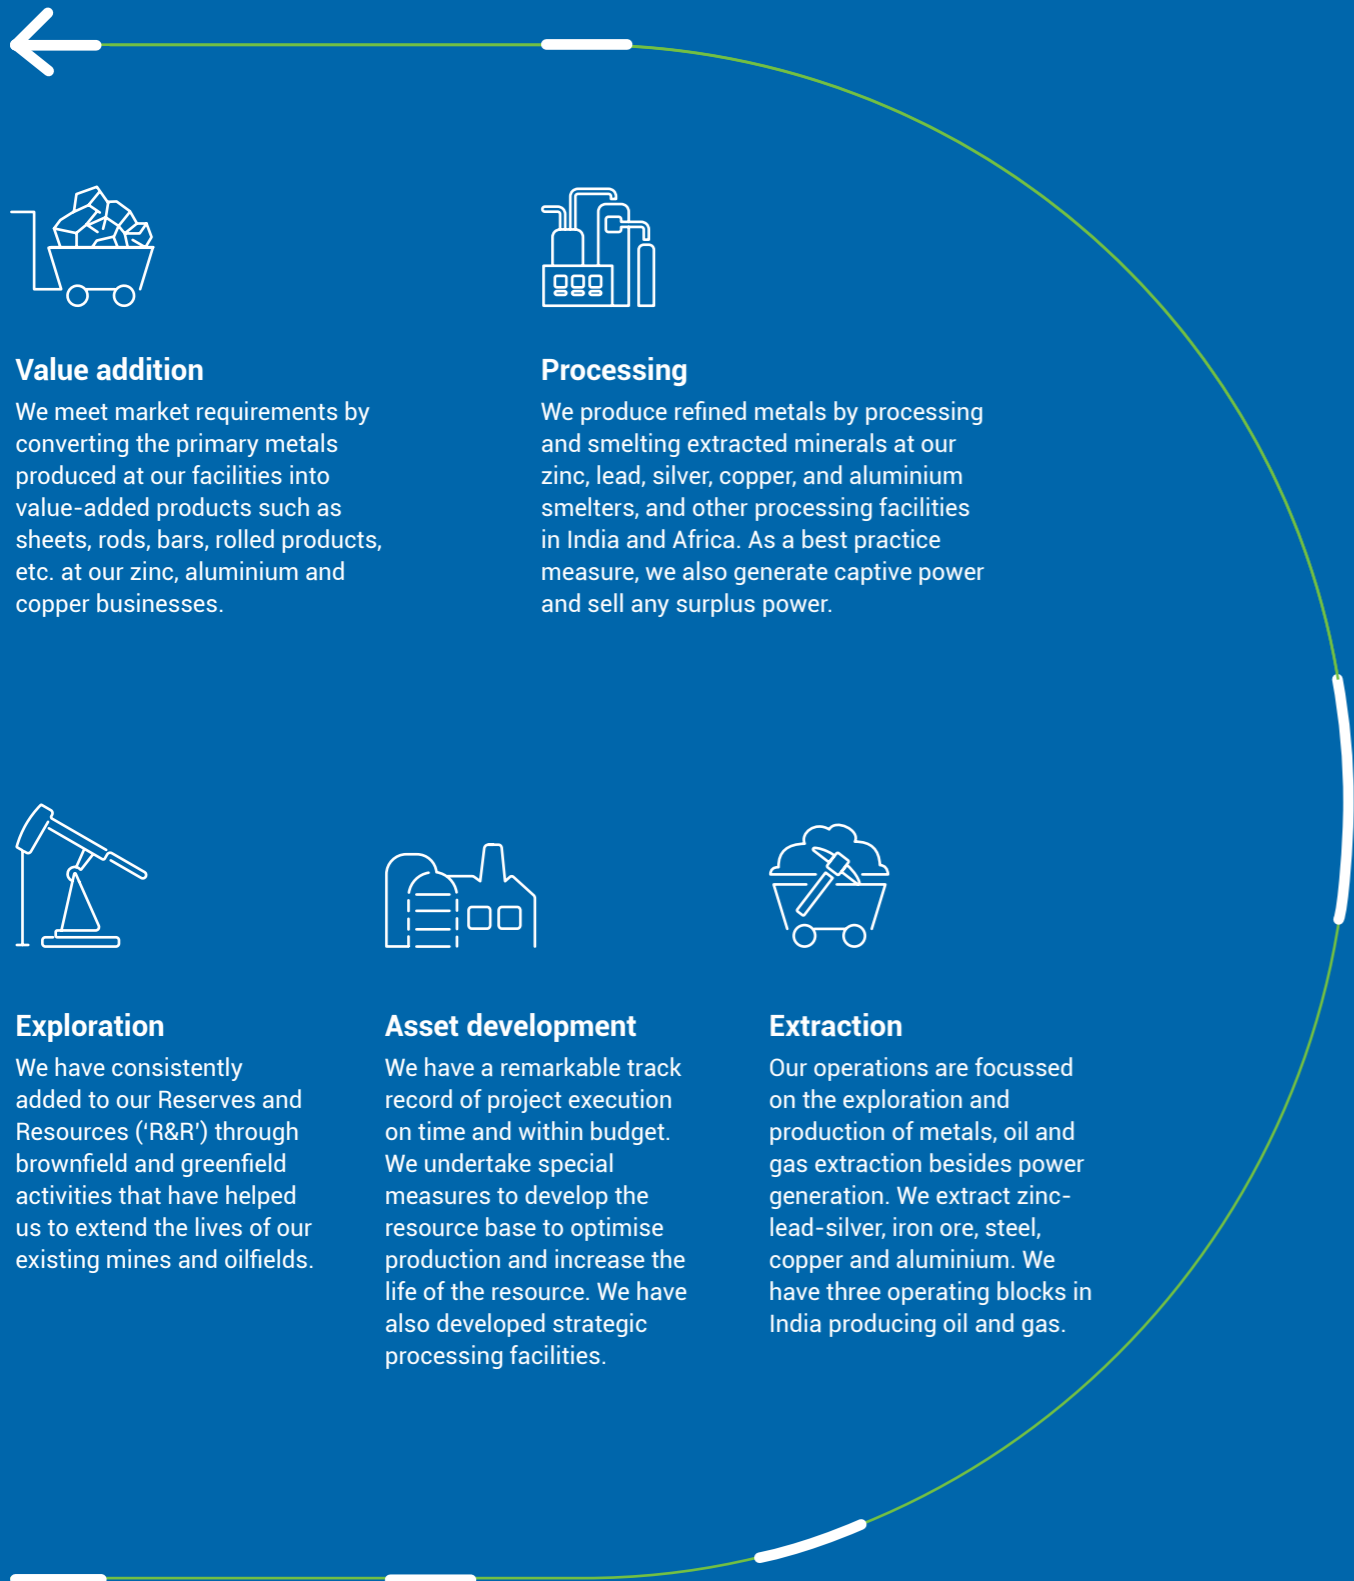 Value addition
We meet market requirements by
converting the primary metals
produced at our facilities into
value-added products such as
sheets, rods, bars, rolled products,
etc. at our zinc, aluminium and
copper businesses.
Processing
We produce refined metals by processing
and smelting extracted minerals at our
zinc, lead, silver, copper, and aluminium
smelters, and other processing facilities
in India and Africa. As a best practice
measure, we also generate captive power
and sell any surplus power.
Exploration
We have consistently
added to our Reserves and
Resources (‘R&R’) through
brownfield and greenfield
activities that have helped
us to extend the lives of our
existing mines and oilfields.
Asset development
We have a remarkable track
record of project execution
on time and within budget.
We undertake special
measures to develop the
resource base to optimise
production and increase the
life of the resource. We have
also developed strategic
processing facilities.
Extraction
Our operations are focussed
on the exploration and
production of metals, oil and
gas extraction besides power
generation. We extract zinc-
lead-silver, iron ore, steel,
copper and aluminium. We
have three operating blocks in
India producing oil and gas.